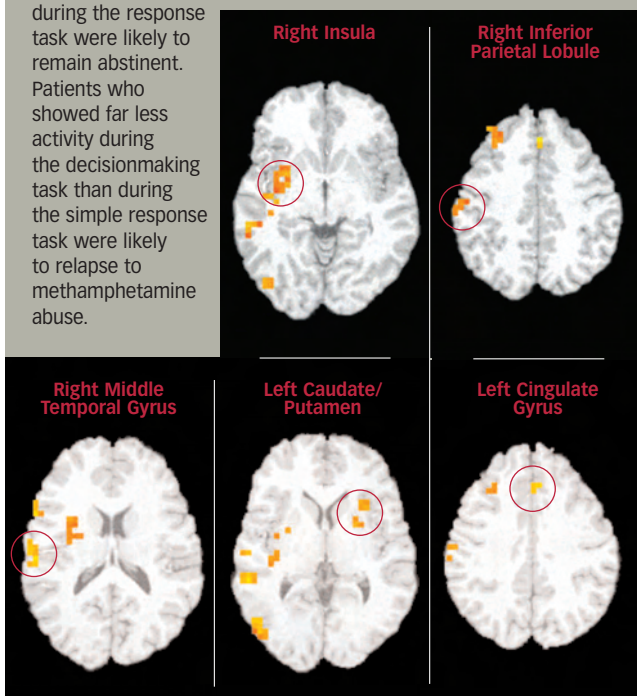 during the response
task were likely to
remain abstinent.
Patients who
showed far less
activity during
the decisionmaking
task than during
the simple response
task were likely
to relapse to
methamphetamine
abuse.
Right Insula
Right Inferior
Parietal Lobule
Right Middle
Temporal Gyrus
Left Caudate/
Putamen
Left Cingulate
Gyrus